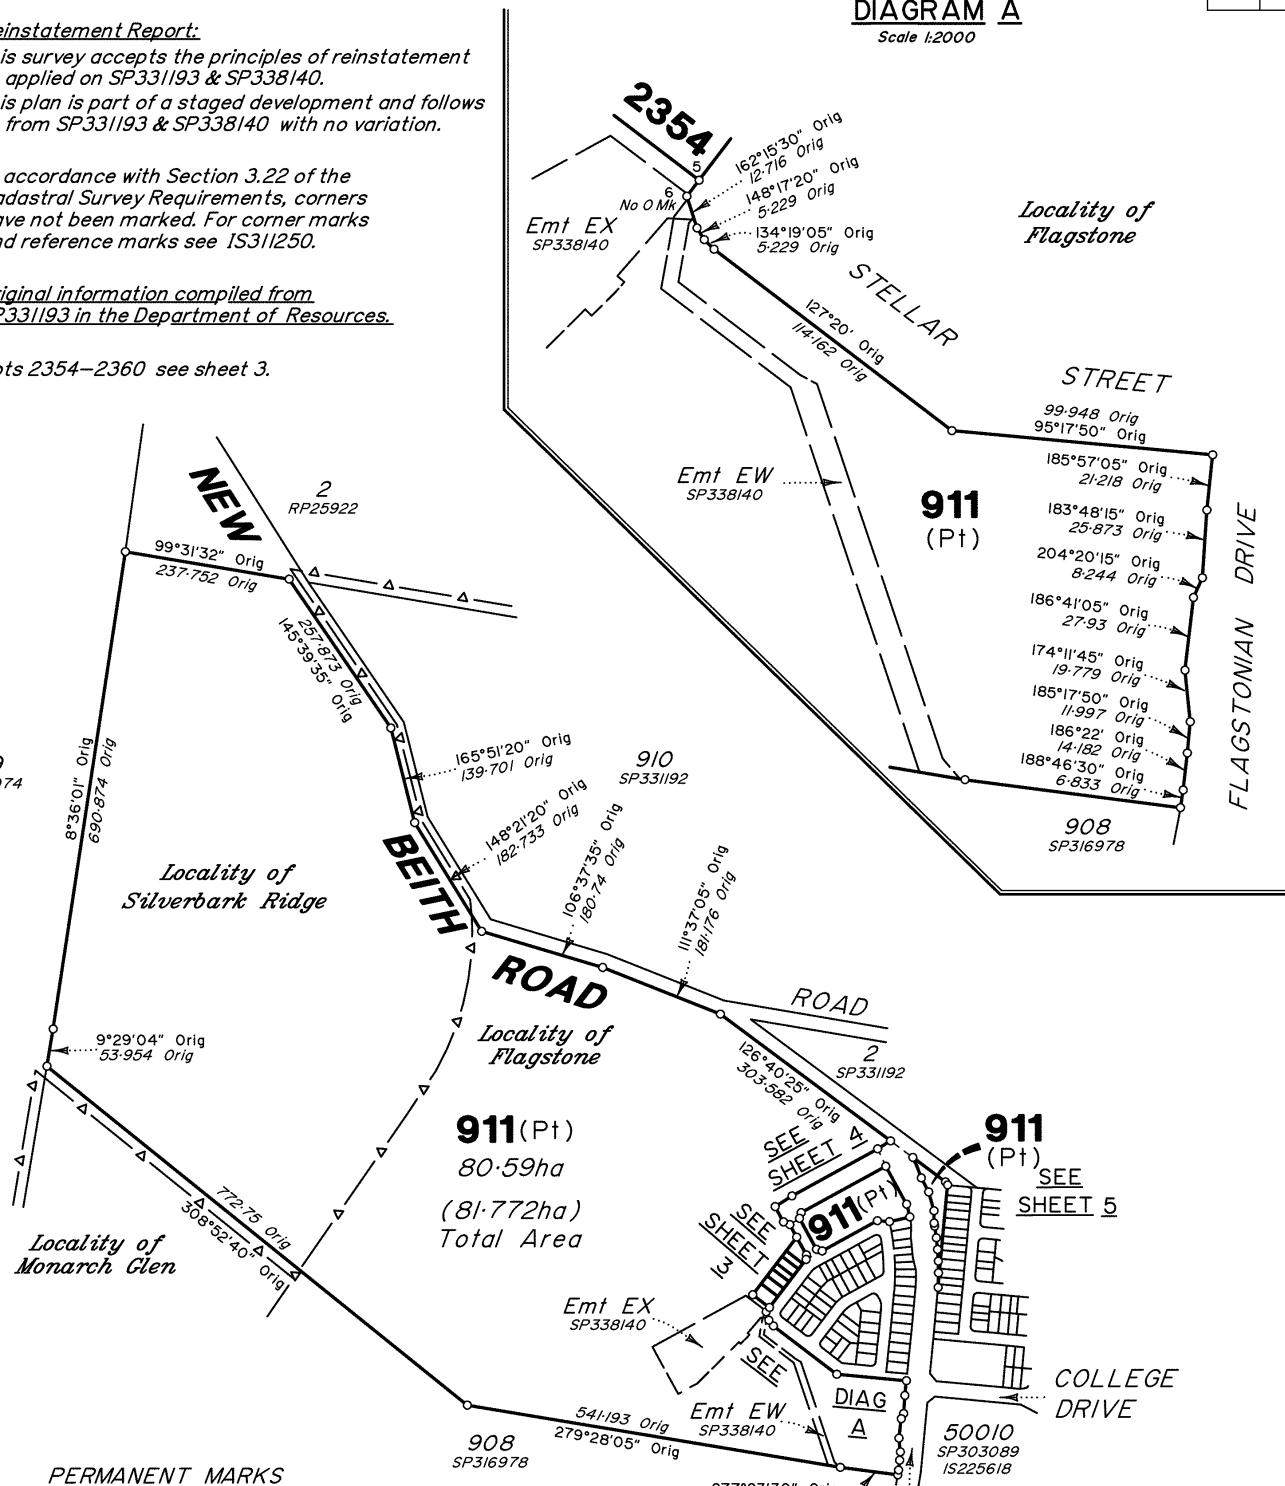 einstatement Report:
is survey accepts the principles of reinstatement
applied on SP331193 & SP338140.
is plan is part of a staged development and follows
from SP331193 & SP338140 with no variation.
accordance with Section 3.22 of the
adastral Survey Requirements, corners
ave not been marked. For corner marks
nd reference marks see IS311250.
riginal information compiled from
P331193 in the Department of Resources.
ots 2354–2360 see sheet 3.
DIAGRAM A
Scale 1:2000
2354
5
6
No O Mk
162°15'30" Orig
12·716 Orig
148°17'20" Orig
5·229 Orig
134°19'05" Orig
5·229 Orig
Emt EX
SP338140
Locality of
Flagstone
STELLAR
STREET
127°20' Orig
114·162 Orig
99·948 Orig
95°17'50" Orig
Emt EW
SP338140
911
(Pt)
185°57'05" Orig
21·218 Orig
183°48'15" Orig
25·873 Orig
204°20'15" Orig
8·244 Orig
186°41'05" Orig
27·93 Orig
174°11'45" Orig
19·779 Orig
185°17'50" Orig
11·997 Orig
186°22' Orig
14·182 Orig
188°46'30" Orig
6·833 Orig
FLAGSTONIAN DRIVE
908
SP316978
NEW
2
RP25922
99°31'32" Orig
237·752 Orig
257·873 Orig
145°39'35" Orig
165°51'20" Orig
139·701 Orig
910
SP331192
8°36'01" Orig
690·874 Orig
974
148°21'20" Orig
182·733 Orig
106°37'35" Orig
180·74 Orig
111°37'05" Orig
181·176 Orig
BEITH
Locality of
Silverbark Ridge
ROAD
ROAD
Locality of
Flagstone
9°29'04" Orig
53·954 Orig
126°40'25" Orig
303·582 Orig
2
SP331192
911 (Pt)
80·59ha
(81·772ha)
Total Area
SEE
SHEET 4
911
(Pt)
SEE
SHEET 5
911 (Pt)
SEE
SHEET
3
772·75 Orig
308°52'40" Orig
Locality of
Monarch Glen
Emt EX
SP338140
SEE
DIAG
A
COLLEGE
DRIVE
Emt EW
SP338140
541·193 Orig
279°28'05" Orig
908
SP316978
50010
SP303089
IS225618
PERMANENT MARKS